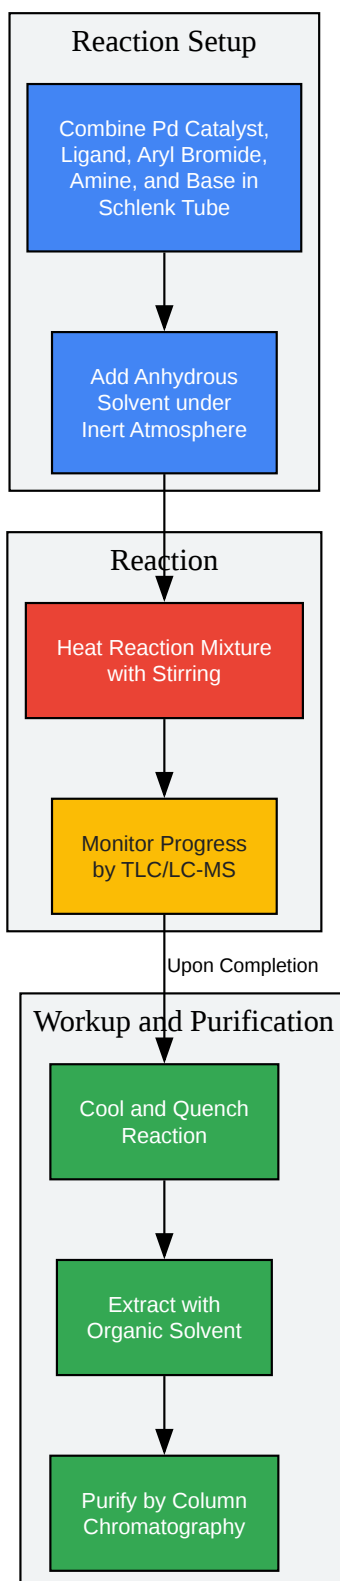 Reaction Setup
Combine Pd Catalyst,
Ligand, Aryl Bromide,
Amine, and Base in
Schlenk Tube
Add Anhydrous
Solvent under
Inert Atmosphere
Reaction
Heat Reaction Mixture
with Stirring
Monitor Progress
by TLC/LC-MS
Upon Completion
Workup and Purification
Cool and Quench
Reaction
Extract with
Organic Solvent
Purify by Column
Chromatography